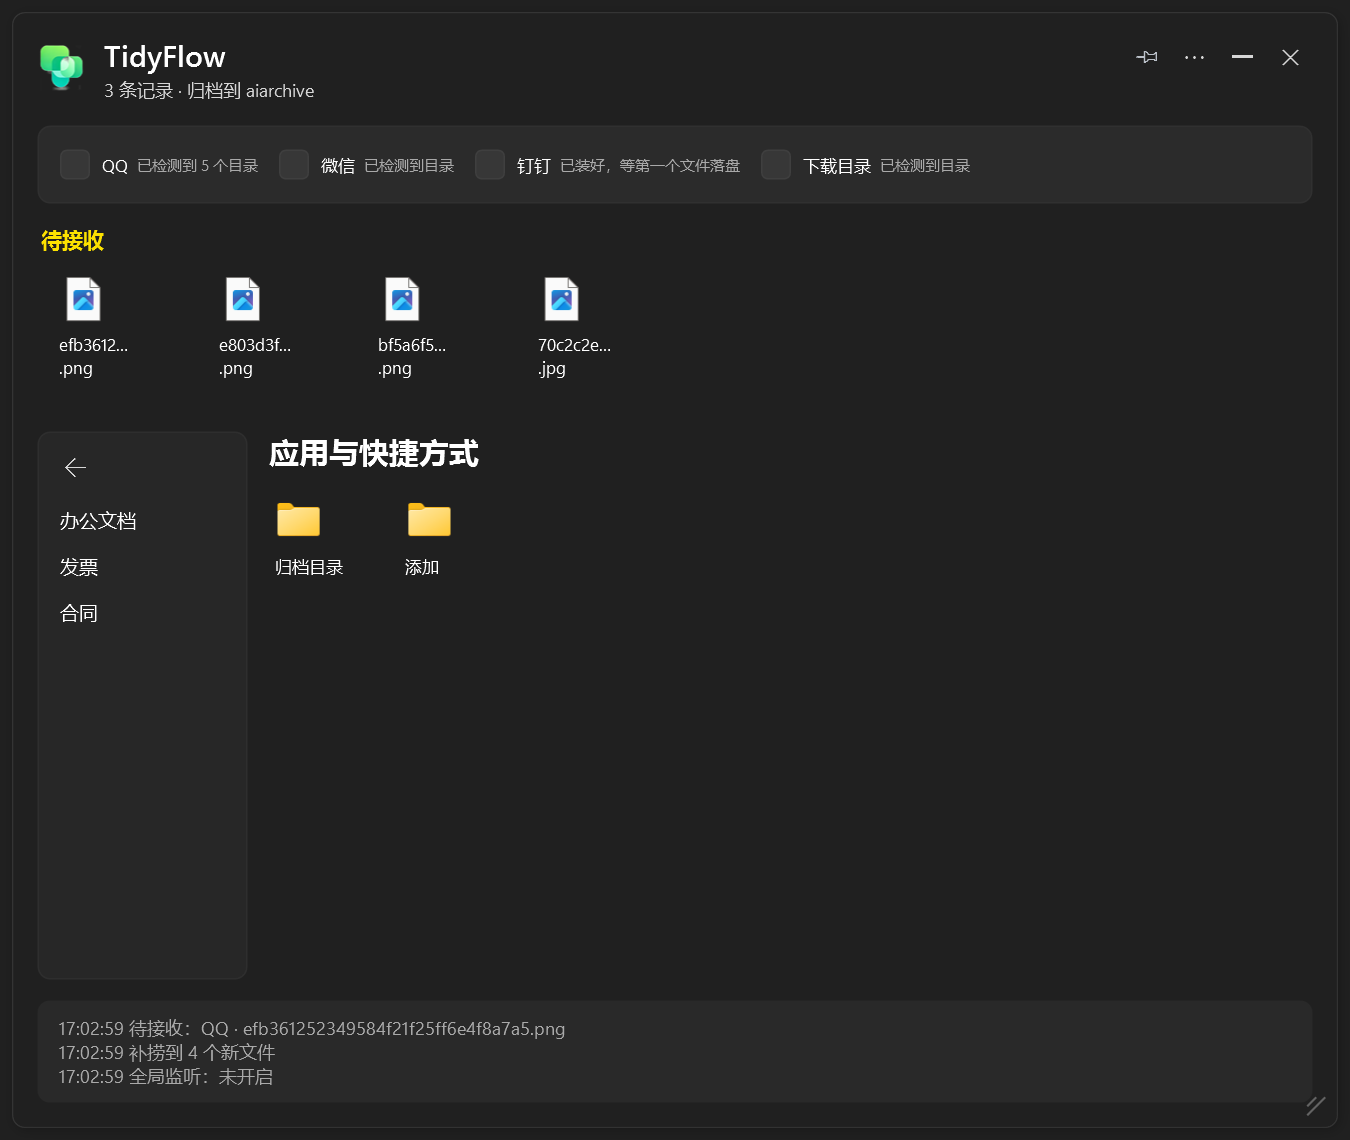 TidyFlow
3 条记录 · 归档到 aiarchive
QQ 已检测到 5 个目录 微信 已检测到目录 钉钉 已装好，等第一个文件落盘 下载目录 已检测到目录
待接收
efb3612...
.png
e803d3f...
.png
bf5a6f5...
.png
70c2c2e...
.jpg
办公文档
发票
合同
应用与快捷方式
归档目录
添加
17:02:59 待接收：QQ · efb361252349584f21f25ff6e4f8a7a5.png
17:02:59 补捞到 4 个新文件
17:02:59 全局监听：未开启